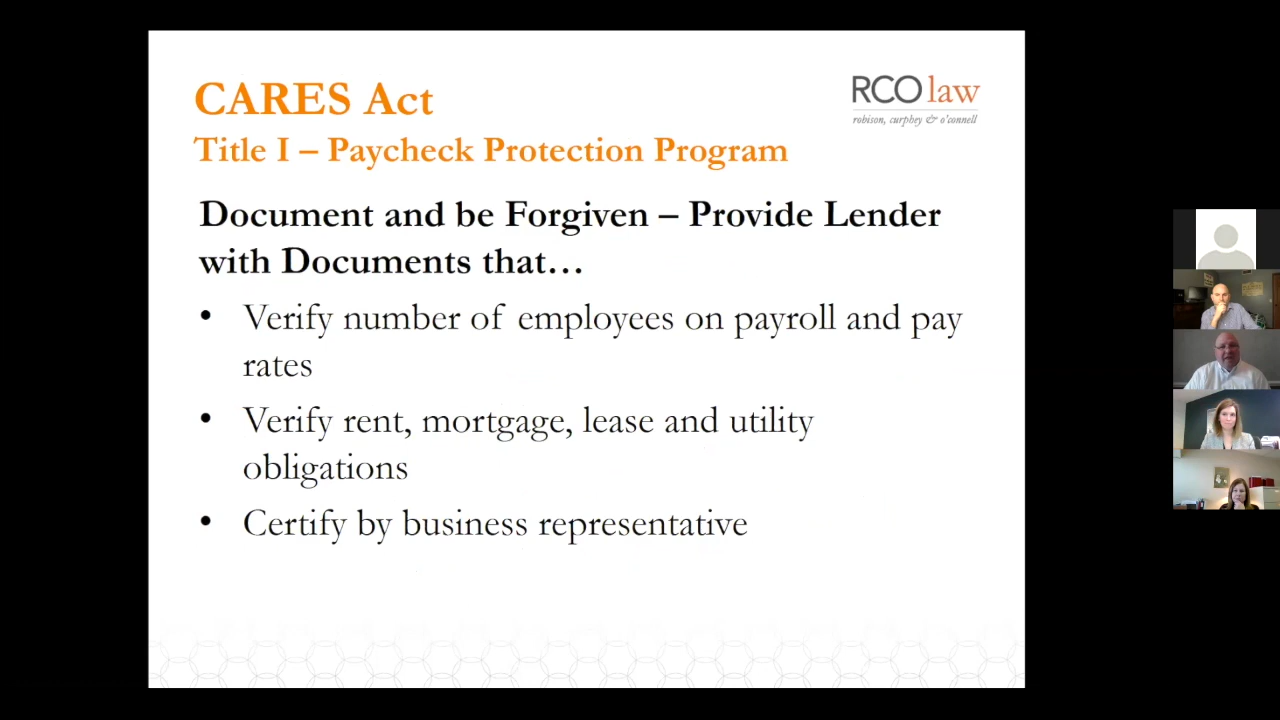 CARES Act
RCO law
robison, curphey & o'connell
Title I – Paycheck Protection Program
Document and be Forgiven – Provide Lender
with Documents that…
• Verify number of employees on payroll and pay
rates
• Verify rent, mortgage, lease and utility
obligations
• Certify by business representative